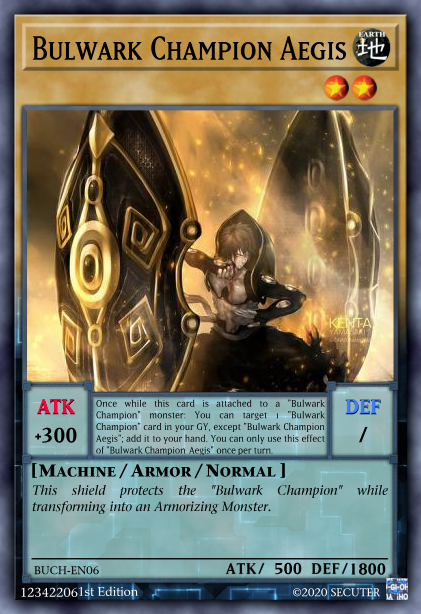 Bulwark Champion Aegis
EARTH
地
KENTA
ATK
+300
Once while this card is attached to a "Bulwark
Champion" monster: You can target 1 "Bulwark
Champion" card in your GY, except "Bulwark Champion
Aegis"; add it to your hand. You can only use this effect
of "Bulwark Champion Aegis" once per turn.
DEF
/
[Machine / Armor / Normal ]
This shield protects the "Bulwark Champion" while
transforming into an Armorizing Monster.
BUCH-EN06
ATK/ 500 DEF/1800
12342206 1st Edition
©2020 SECUTER